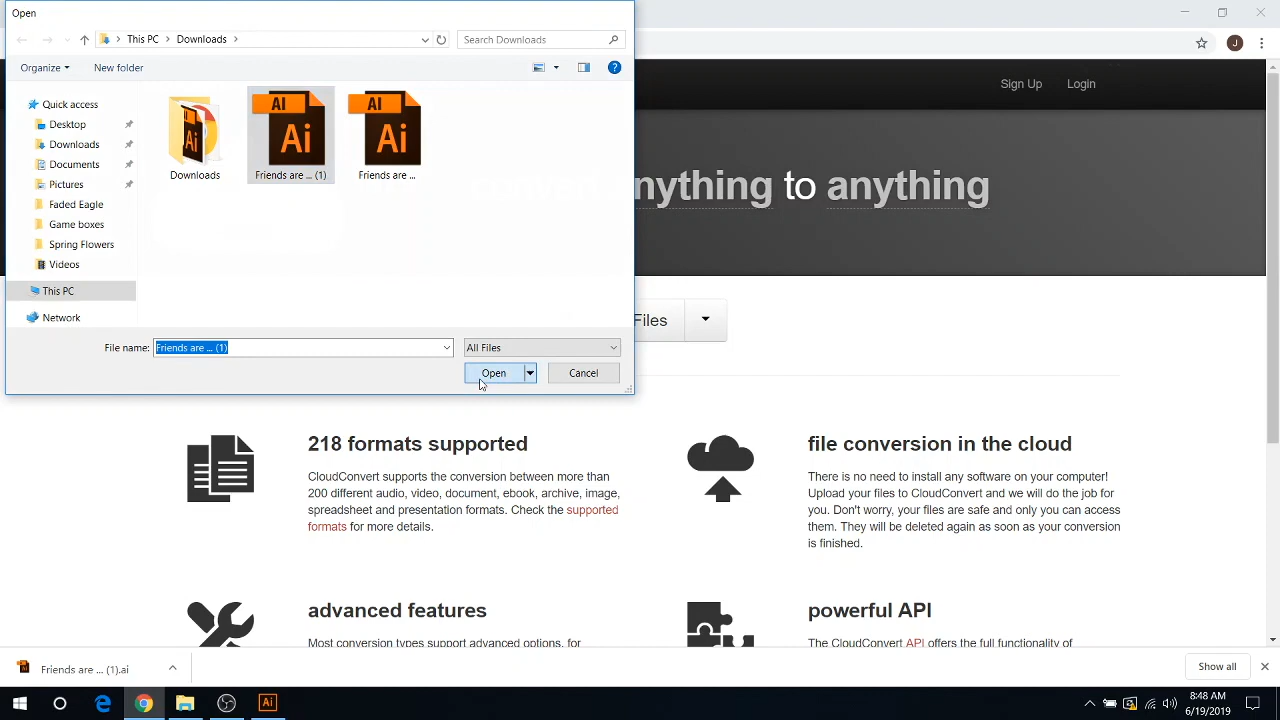 Open
This PC > Downloads >
Search Downloads
Organize
New folder
?
J
Sign Up
Login
Quick access
Desktop
Downloads
Documents
Pictures
Faded Eagle
Game boxes
Spring Flowers
Videos
This PC
Network
Ai
Downloads
AI
Ai
Friends are ... (1)
AI
Ai
Friends are ...
nything to anything
File name:
Friends are ... (1)
All Files
Open
Cancel
Files
218 formats supported
CloudConvert supports the conversion between more than
200 different audio, video, document, ebook, archive, image,
spreadsheet and presentation formats. Check the supported
formats for more details.
file conversion in the cloud
There is no need to install any software on your computer!
Upload your files to CloudConvert and we will do the job for
you. Don't worry, your files are safe and only you can access
them. They will be deleted again as soon as your conversion
is finished.
advanced features
Most conversion types support advanced options, for
powerful API
The CloudConvert API offers the full functionality of
Friends are ... (1).ai
Show all
Ai
8:48 AM
6/19/2019